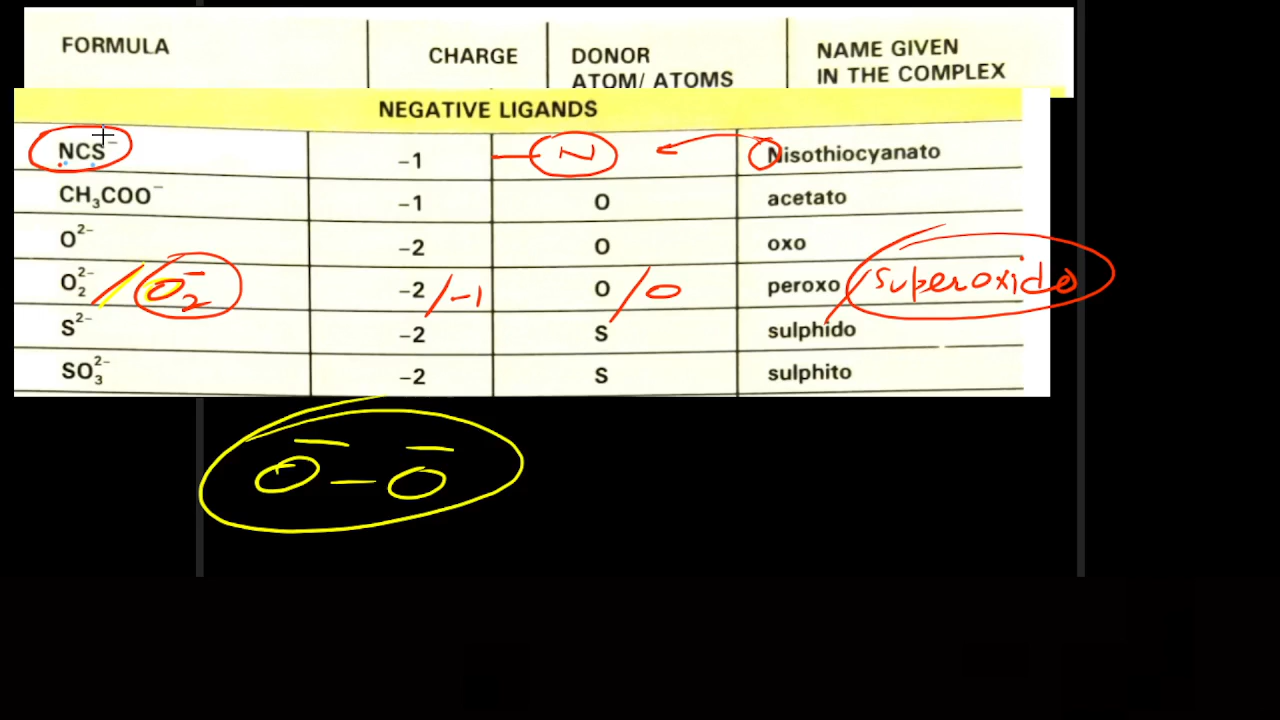 FORMULA CHARGE DONOR ATOM/ ATOMS NAME GIVEN IN THE COMPLEX
NEGATIVE LIGANDS
NCS⁻ −1 N Nisothiocyanato
CH₃COO⁻ −1 O acetato
O²⁻ −2 O oxo
O₂²⁻ / O₂⁻ −2 / −1 O / O peroxo / superoxido
S²⁻ −2 S sulphido
SO₃²⁻ −2 S sulphito
O⁻ − O⁻